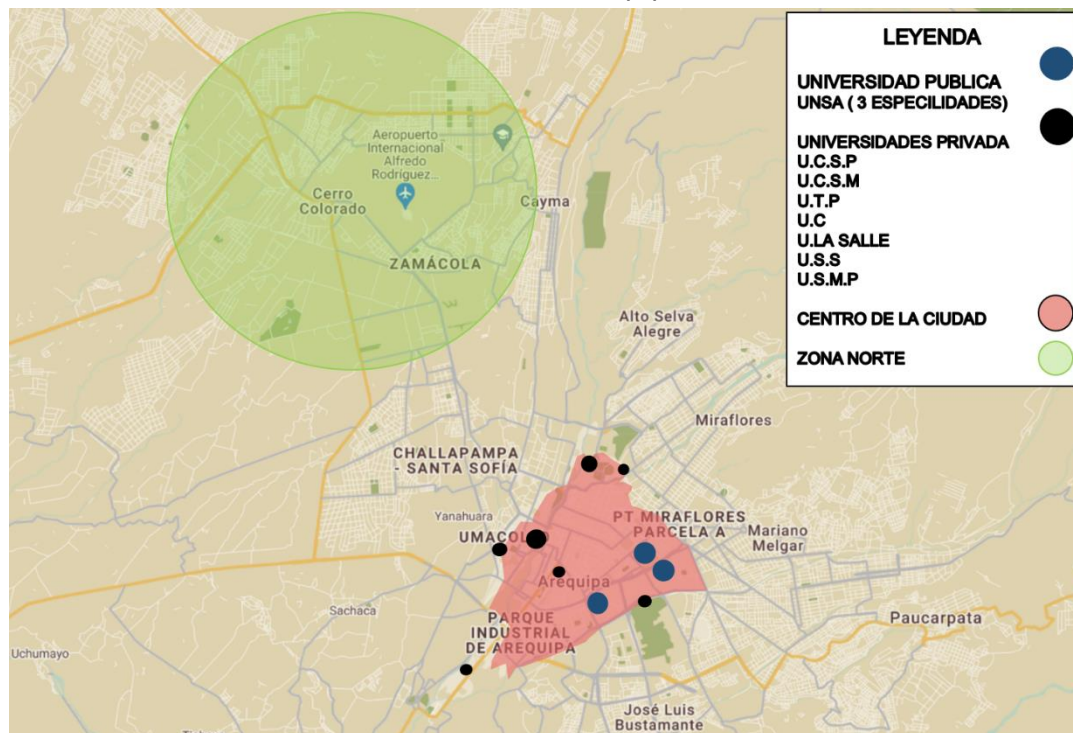 LEYENDA
UNIVERSIDAD PUBLICA
UNSA ( 3 ESPECILIDADES)
UNIVERSIDADES PRIVADA
U.C.S.P
U.C.S.M
U.T.P
U.C
U.LA SALLE
U.S.S
U.S.M.P
CENTRO DE LA CIUDAD
ZONA NORTE
Aeropuerto
Internacional
Alfredo
Rodríguez...
Cerro
Colorado
Cayma
ZAMÁCOLA
Alto Selva
Alegre
Miraflores
CHALLAPAMPA
- SANTA SOFÍA
Yanahuara
PT MIRAFLORES
PARCELA A
Mariano
Melgar
Arequipa
Sachaca
PARQUE
INDUSTRIAL
DE AREQUIPA
Paucarpata
Uchumayo
José Luis
Bustamante